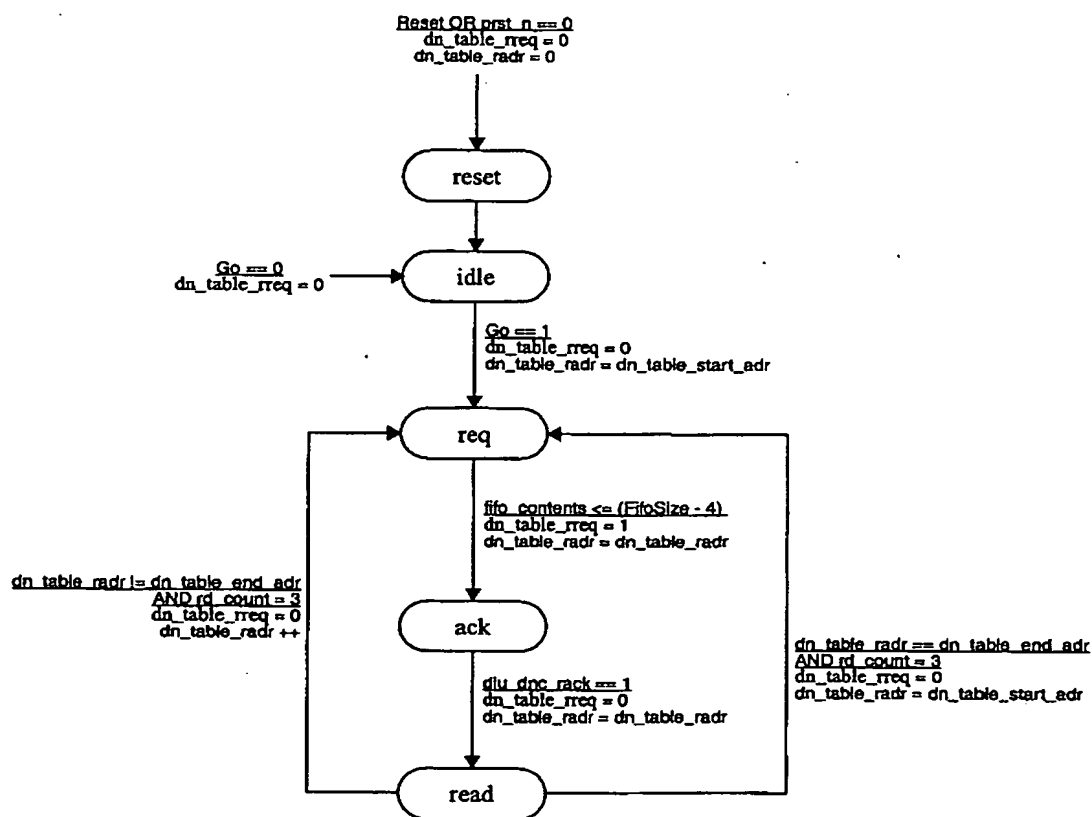 Reset OR prst_n == 0
dn_table_rreq = 0
dn_table_radr = 0
reset
Go == 0
dn_table_rreq = 0
idle
Go == 1
dn_table_rreq = 0
dn_table_radr = dn_table_start_adr
req
fifo_contents <= (FifoSize - 4)
dn_table_rreq = 1
dn_table_radr = dn_table_radr
dn_table_radr != dn_table_end_adr
AND rd_count = 3
dn_table_rreq = 0
dn_table_radr ++
ack
dn_table_radr == dn_table_end_adr
AND rd_count = 3
dn_table_rreq = 0
dn_table_radr = dn_table_start_adr
diu_dnc_rack == 1
dn_table_rreq = 0
dn_table_radr = dn_table_radr
read